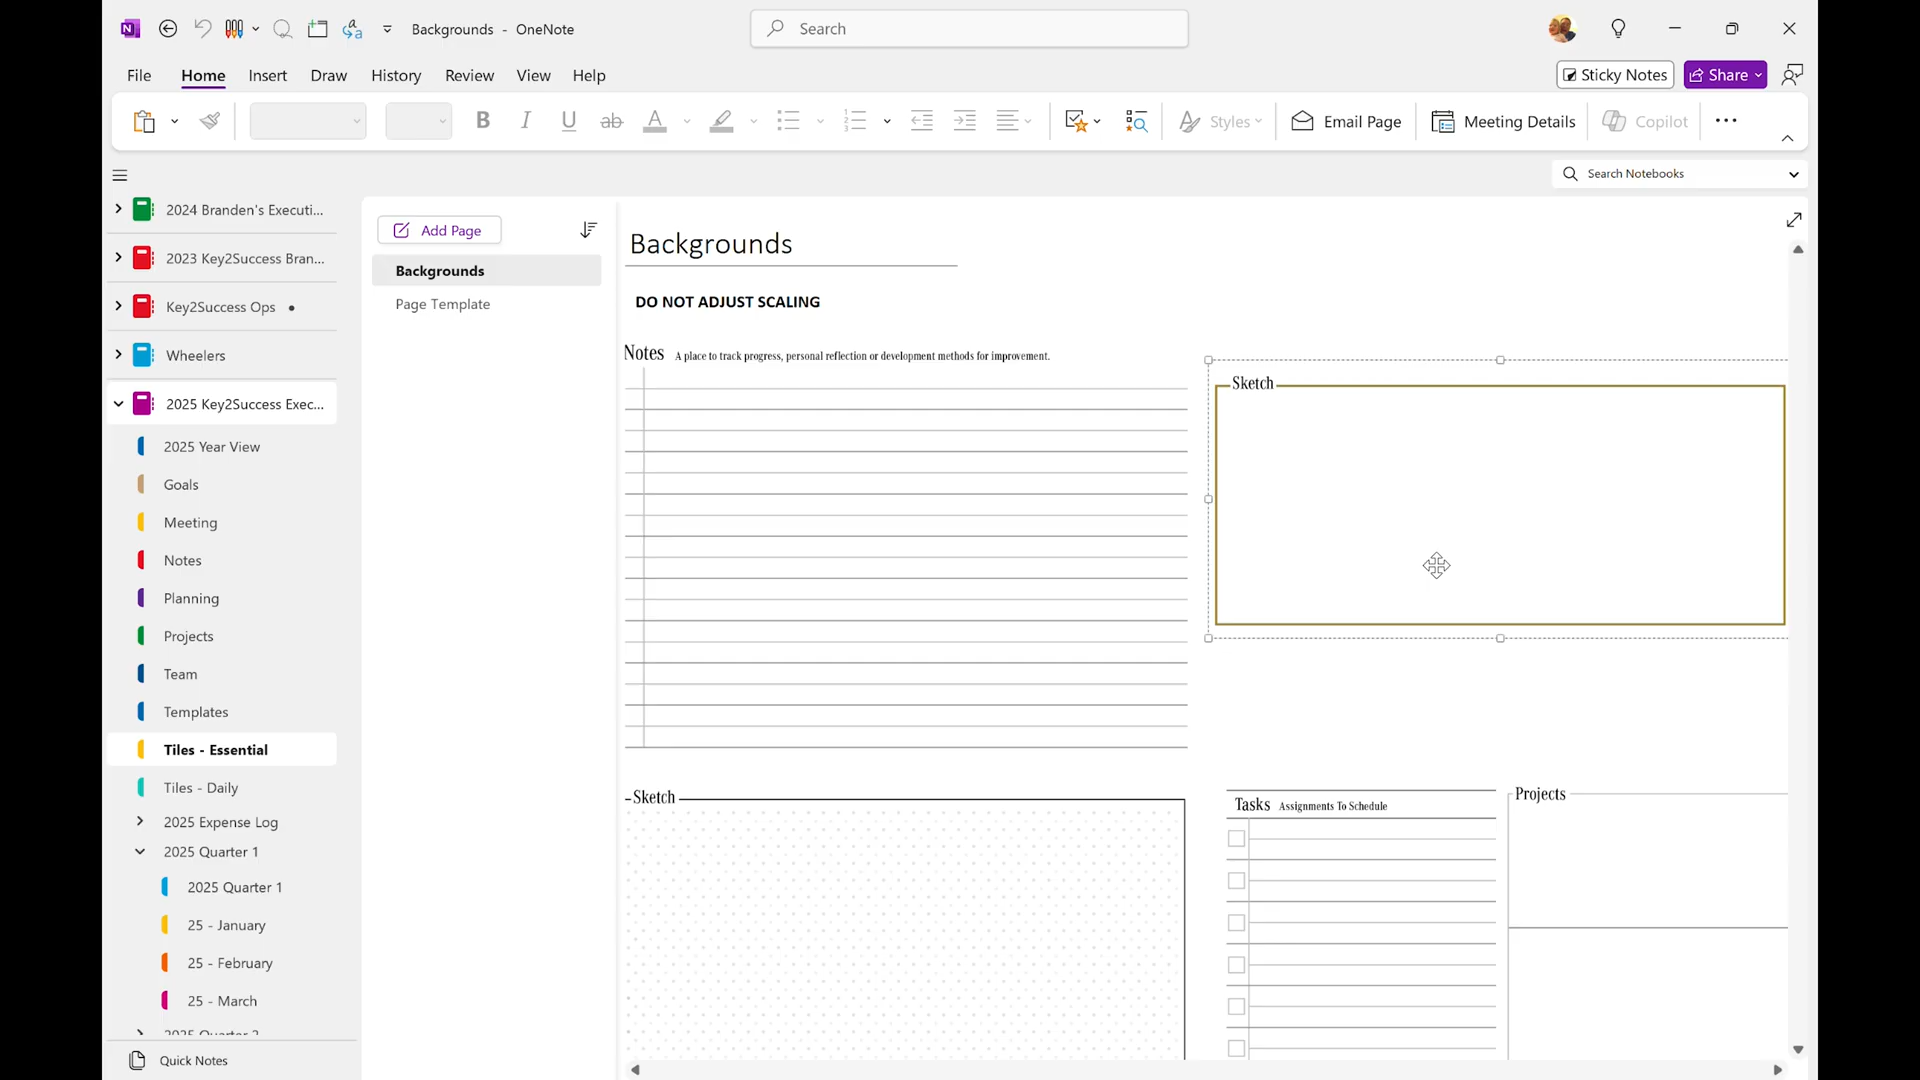 Backgrounds - OneNote
Search
File Home Insert Draw History Review View Help
Sticky Notes
Share
Styles
Email Page
Meeting Details
Copilot
Search Notebooks
2024 Branden's Executi...
2023 Key2Success Bran...
Key2Success Ops
Wheelers
2025 Key2Success Exec...
2025 Year View
Goals
Meeting
Notes
Planning
Projects
Team
Templates
Tiles - Essential
Tiles - Daily
2025 Expense Log
2025 Quarter 1
2025 Quarter 1
25 - January
25 - February
25 - March
2025 Quarter 2
Quick Notes
Add Page
Backgrounds
Page Template
Backgrounds
DO NOT ADJUST SCALING
Notes A place to track progress, personal reflection or development methods for improvement.
Sketch
Sketch
Tasks Assignments To Schedule
Projects